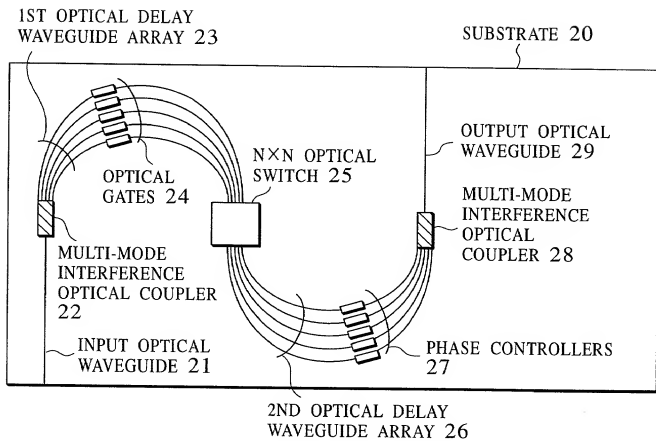 1ST OPTICAL DELAY
WAVEGUIDE ARRAY 23
SUBSTRATE 20
OPTICAL
GATES 24
N×N OPTICAL
SWITCH 25
OUTPUT OPTICAL
WAVEGUIDE
29
MULTI-MODE
INTERFERENCE
OPTICAL
COUPLER 28
MULTI-MODE
INTERFERENCE
OPTICAL COUPLER
22
INPUT OPTICAL
WAVEGUIDE 21
PHASE CONTROLLERS
27
2ND OPTICAL DELAY
WAVEGUIDE ARRAY 26